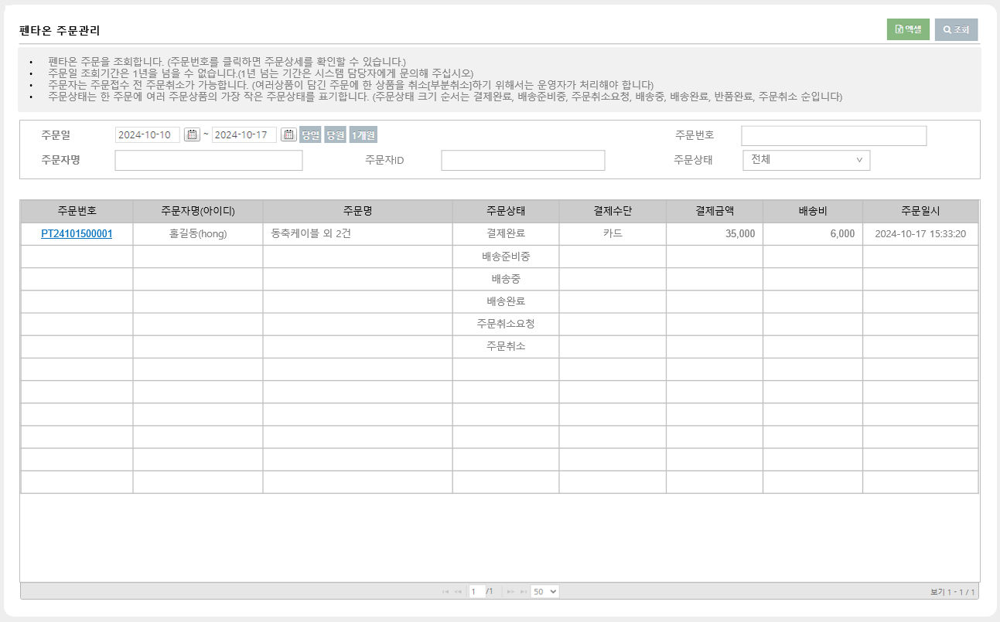 펜타온 주문관리
엑셀 조회
• 펜타온 주문을 조회합니다. (주문번호를 클릭하면 주문상세를 확인할 수 있습니다.)
• 주문일 조회기간은 1년을 넘을 수 없습니다.(1년 넘는 기간은 시스템 담당자에게 문의해 주십시오)
• 주문자는 주문접수 전 주문취소가 가능합니다. (여러상품이 담긴 주문에 한 상품을 취소[부분취소]하기 위해서는 운영자가 처리해야 합니다)
• 주문상태는 한 주문에 여러 주문상품의 가장 작은 주문상태를 표기합니다. (주문상태 크기 순서는 결제완료, 배송준비중, 주문취소요청, 배송중, 배송완료, 반품완료, 주문취소 순입니다)
주문일 2024-10-10 ~ 2024-10-17 당일 당월 1개월 주문번호
주문자명 주문자ID 주문상태 전체
주문번호 주문자명(아이디) 주문명 주문상태 결제수단 결제금액 배송비 주문일시
PT24101500001 홀길동(hong) 동축케이블 외 2건 결제완료 카드 35,000 6,000 2024-10-17 15:33:20
배송준비중
배송중
배송완료
주문취소요청
주문취소
1 /1 50 보기 1 - 1 / 1